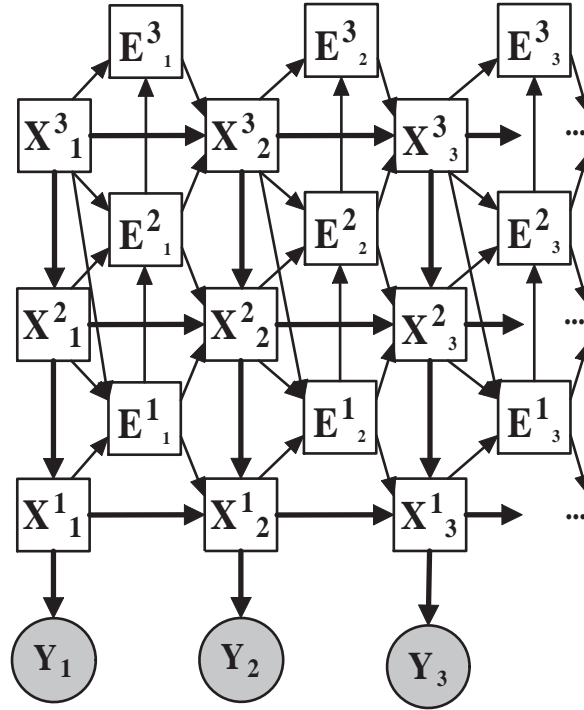 E³₁ E³₂ E³₃
X³₁ X³₂ X³₃ ...
E²₁ E²₂ E²₃
X²₁ X²₂ X²₃ ...
E¹₁ E¹₂ E¹₃
X¹₁ X¹₂ X¹₃ ...
Y₁ Y₂ Y₃